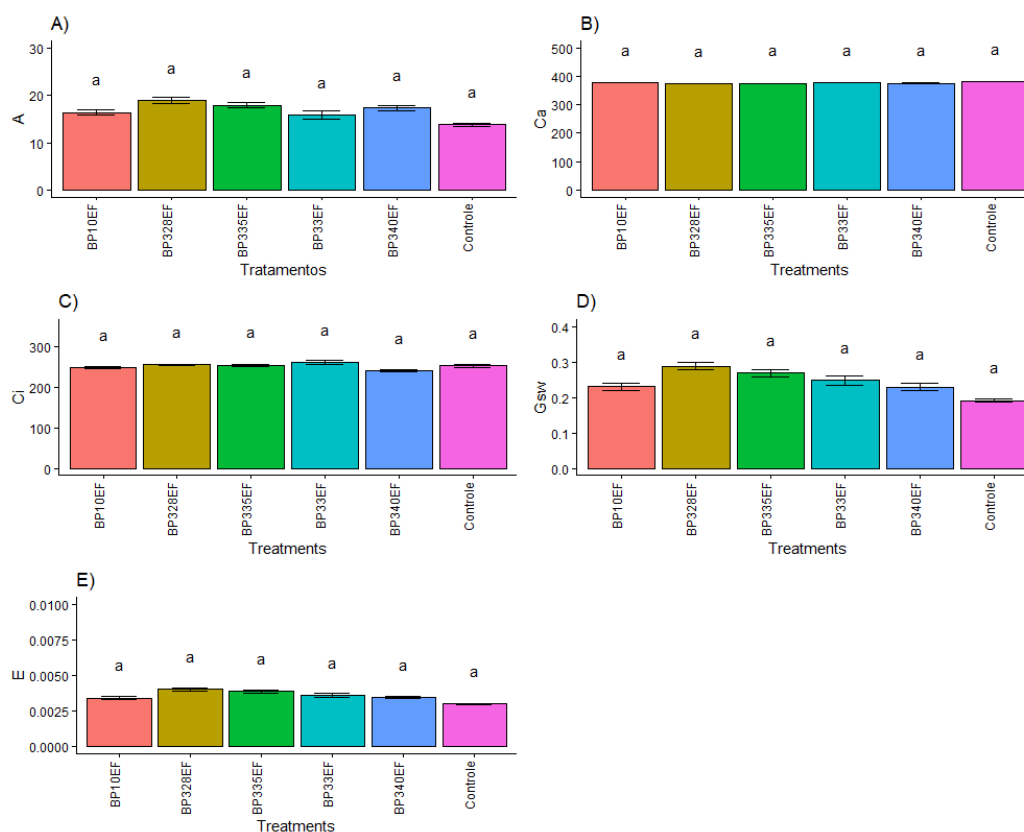 A)
30
20
10
0
A
a a a a a a
BP10EF BP328EF BP335EF BP33EF BP340EF Controle
Tratamentos
B)
500
400
300
200
100
0
Ca
a a a a a a
BP10EF BP328EF BP335EF BP33EF BP340EF Controle
Treatments
C)
300
200
100
0
Ci
a a a a a a
BP10EF BP328EF BP335EF BP33EF BP340EF Controle
Treatments
D)
0.4
0.3
0.2
0.1
0.0
Gsw
a a a a a a
BP10EF BP328EF BP335EF BP33EF BP340EF Controle
Treatments
E)
0.0100
0.0075
0.0050
0.0025
0.0000
E
a a a a a a
BP10EF BP328EF BP335EF BP33EF BP340EF Controle
Treatments